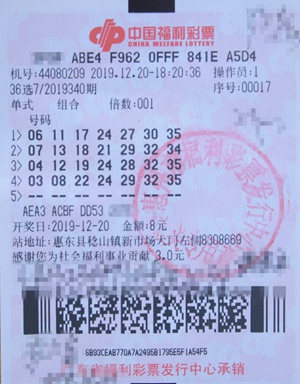 中国福利彩票
CHINA WELFARE LOTTERY
ABE4 F962 0FFF 841E A5D4
机号:44080209 2019.12.20-18:20:36 操作员:1
36选7/2019340期 序号:00017
单式 组合 倍数:001
1> 06 11 17 24 27 30 35
2> 07 13 18 21 29 32 34
3> 04 12 19 24 28 32 35
4> 03 08 22 24 29 32 35
5>
AEA3 ACBF DD53
开奖日:2019-12-20 金额:8元
站地址:惠东县稔山镇新市场大门左侧8308669
感谢您为社会福利事业贡献 3.0元
6B93CEAB770A7A2495B1795E5F1A54F5
广东省福利彩票发行中心承销